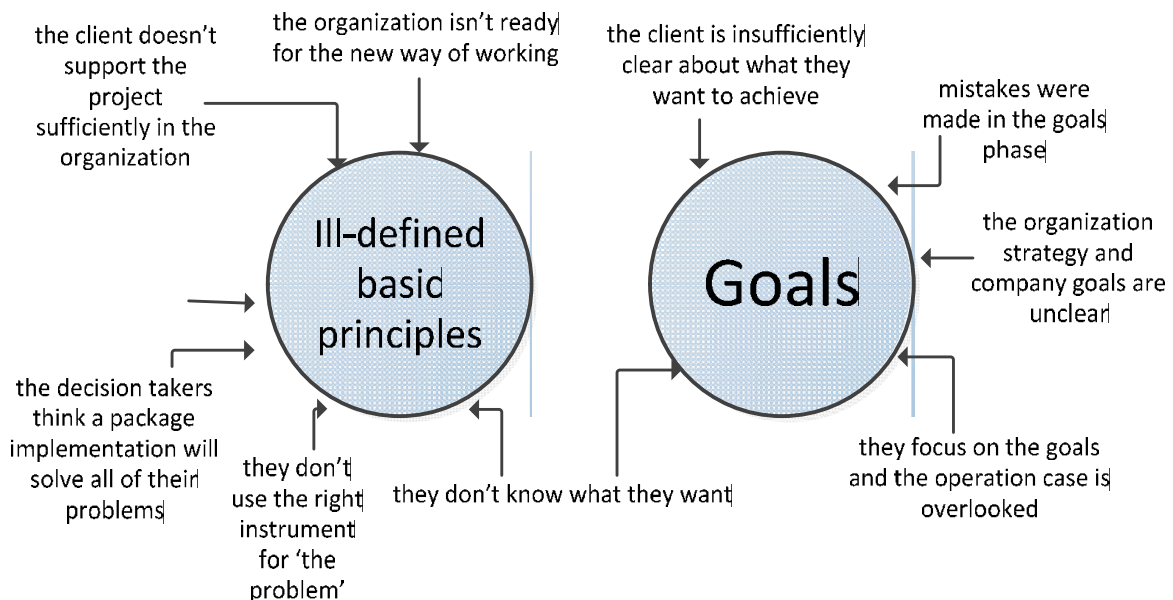 the client doesn't
support the
project
sufficiently in the
organization
the organization isn't ready
for the new way of working
the client is insufficiently
clear about what they
want to achieve
mistakes were
made in the goals
phase
Ill-defined
basic
principles
Goals
the organization
strategy and
company goals are
unclear
the decision takers
think a package
implementation will
solve all of their
problems
they don't
use the right
instrument
for 'the
problem'
they don't know what they want
they focus on the goals
and the operation case is
overlooked